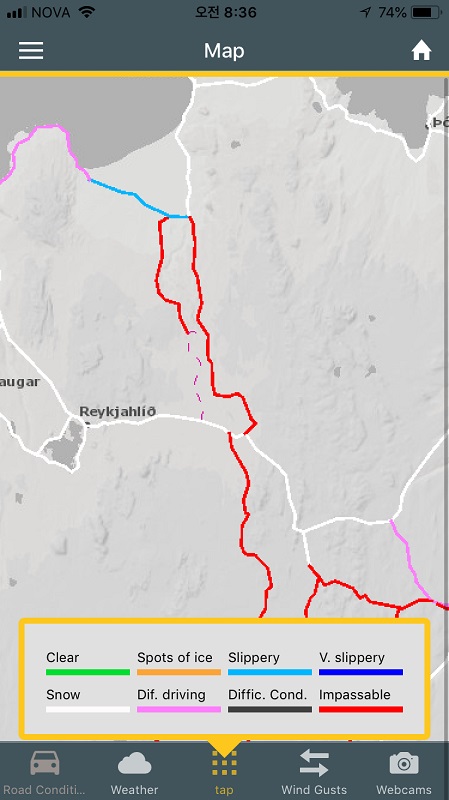 NOVA 오전 8:36 74%
Map
augar
Reykjahlíð
Clear Spots of ice Slippery V. slippery
Snow Dif. driving Diffic. Cond. Impassable
Road Conditi... Weather tap Wind Gusts Webcams